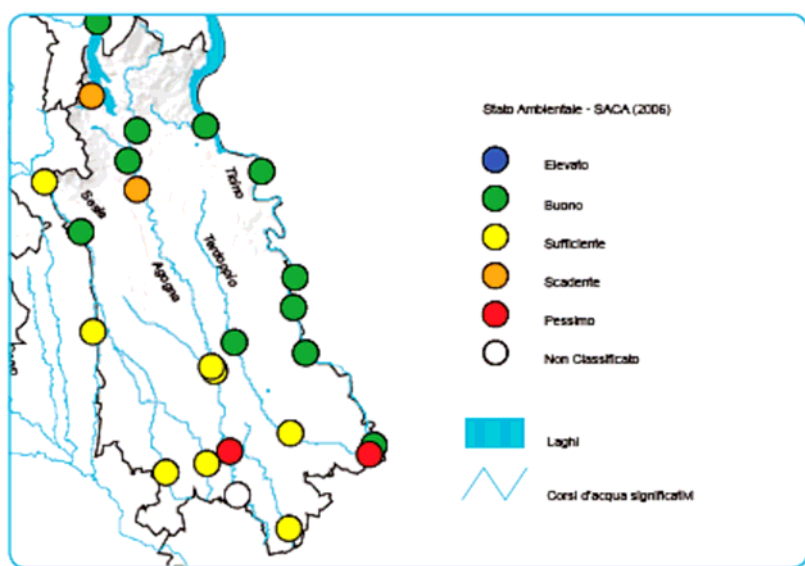 Stato Ambientale - SACA (2006)
Elevato
Buono
Sufficiente
Scadente
Pessimo
Non Classificato
Laghi
Corsi d'acqua significativi
Sesia
Agogna
Terdoppio
Ticino